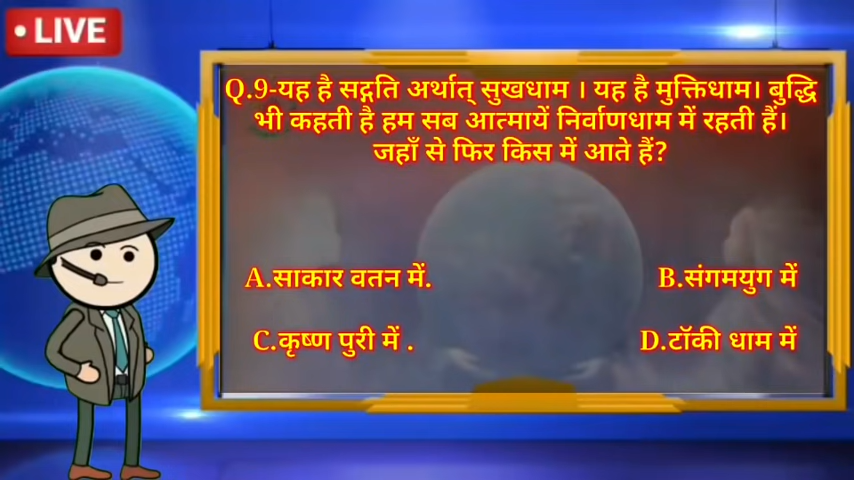 LIVE
Q.9-यह है सद्गति अर्थात् सुखधाम । यह है मुक्तिधाम। बुद्धि
भी कहती है हम सब आत्मायें निर्वाणधाम में रहती हैं।
जहाँ से फिर किस में आते हैं?
A.साकार वतन में.
B.संगमयुग में
C.कृष्ण पुरी में .
D.टॉकी धाम में